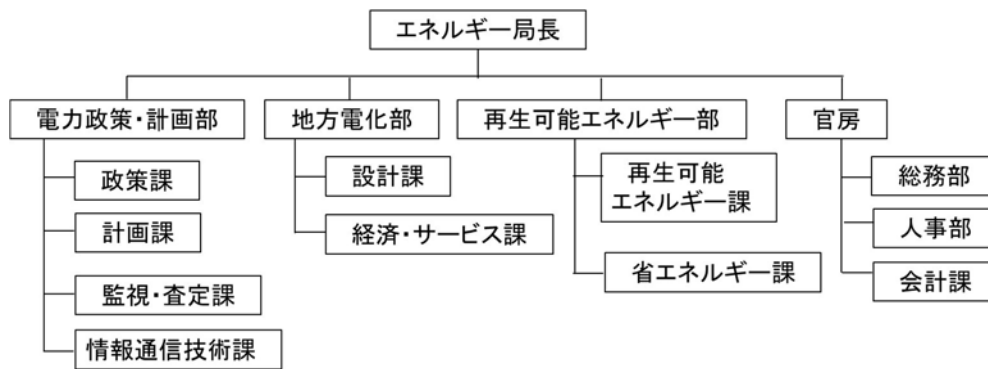 エネルギー局長
電力政策・計画部
地方電化部
再生可能エネルギー部
官房
政策課
計画課
監視・査定課
情報通信技術課
設計課
経済・サービス課
再生可能
エネルギー課
省エネルギー課
総務部
人事部
会計課